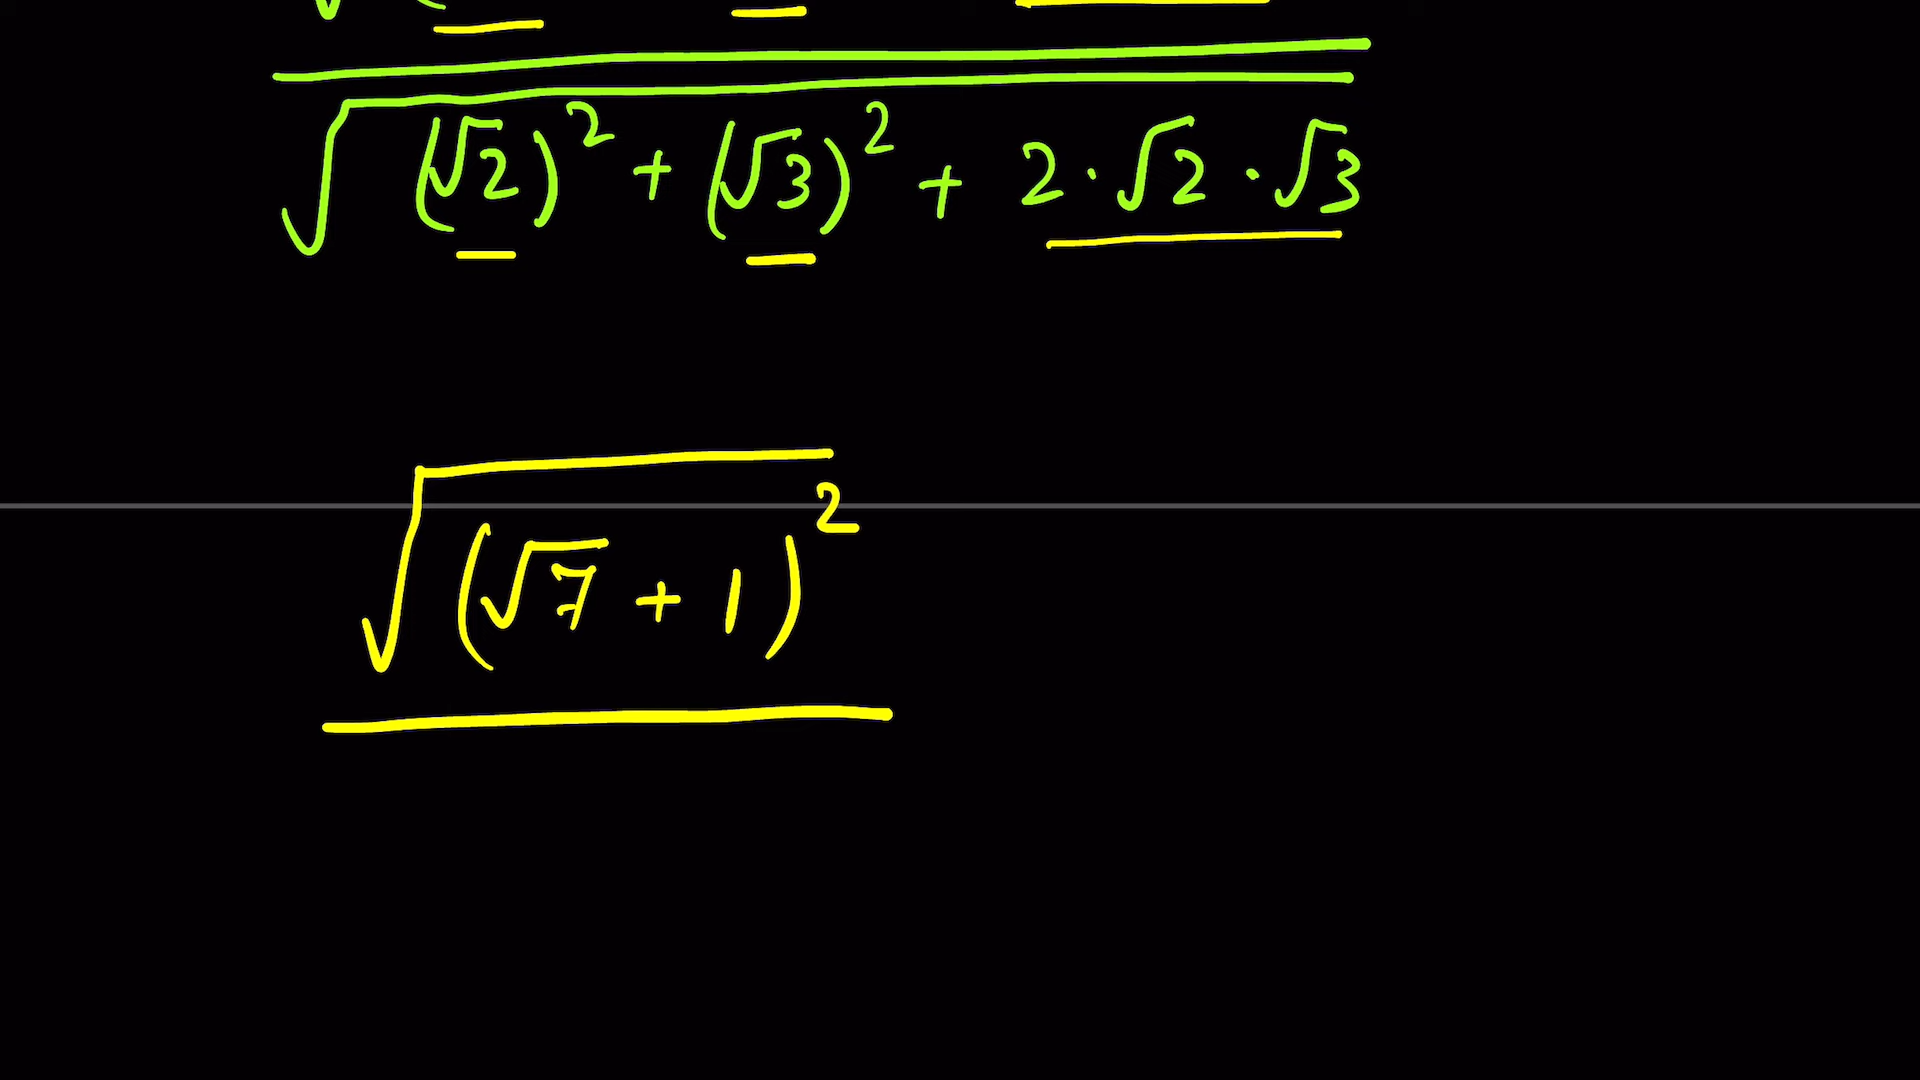 √((√2)² + (√3)² + 2 · √2 · √3)
√((√7 + 1)²)